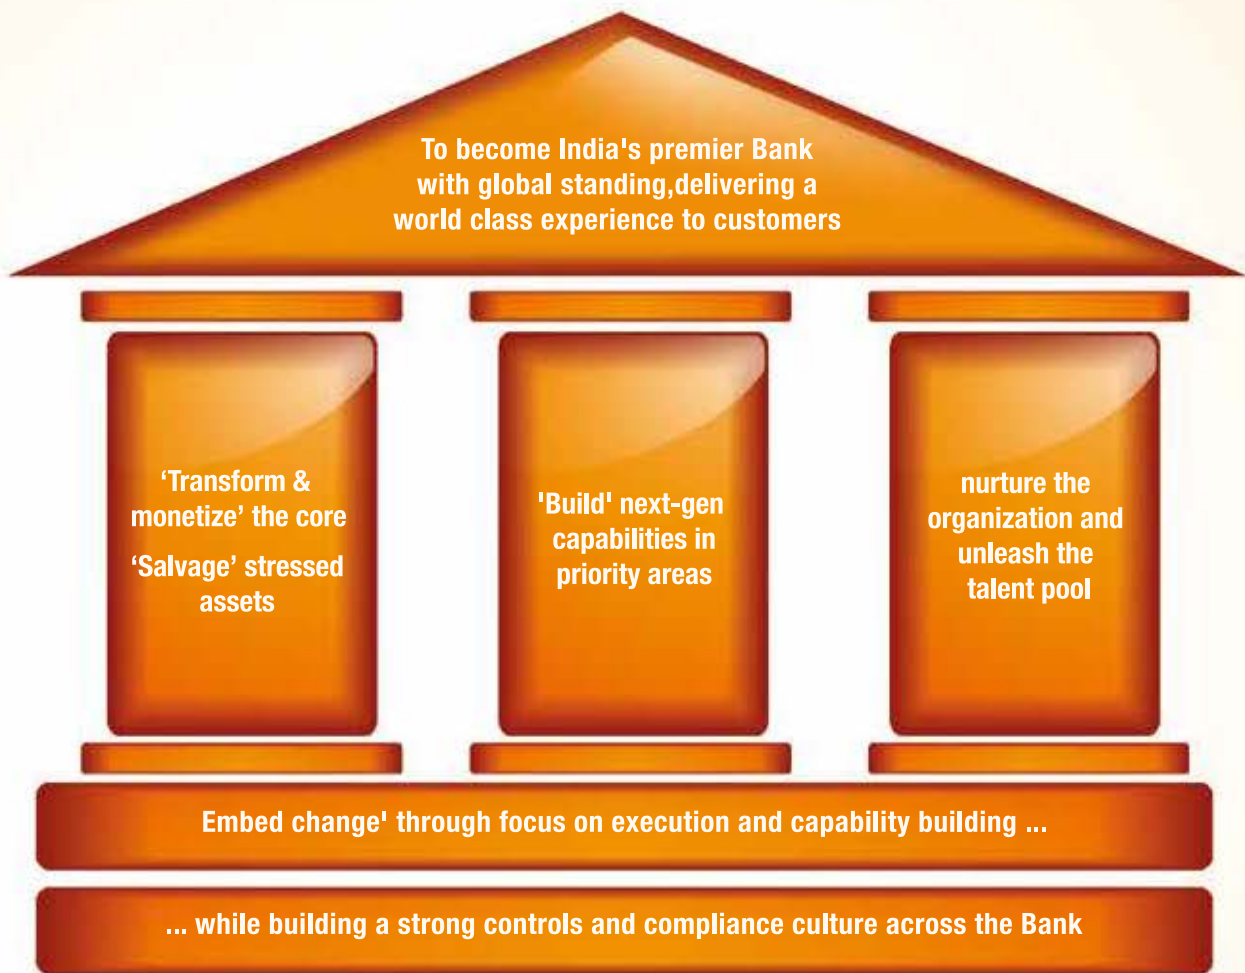 To become India's premier Bank
with global standing,delivering a
world class experience to customers
‘Transform &
monetize’ the core
‘Salvage’ stressed
assets
'Build' next-gen
capabilities in
priority areas
nurture the
organization and
unleash the
talent pool
Embed change' through focus on execution and capability building ...
... while building a strong controls and compliance culture across the Bank